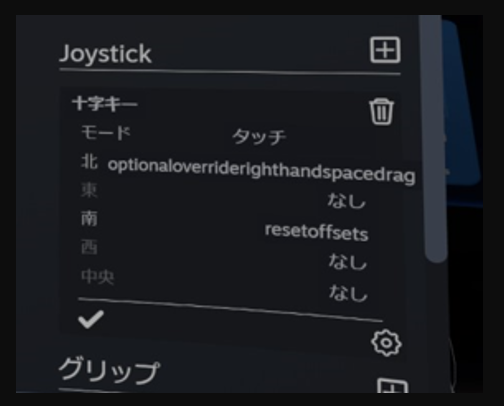 Joystick
十字キー
モード タッチ
北 optionaloverriderighthandspacedrag
東 なし
南 resetoffsets
西 なし
中央 なし
グリップ